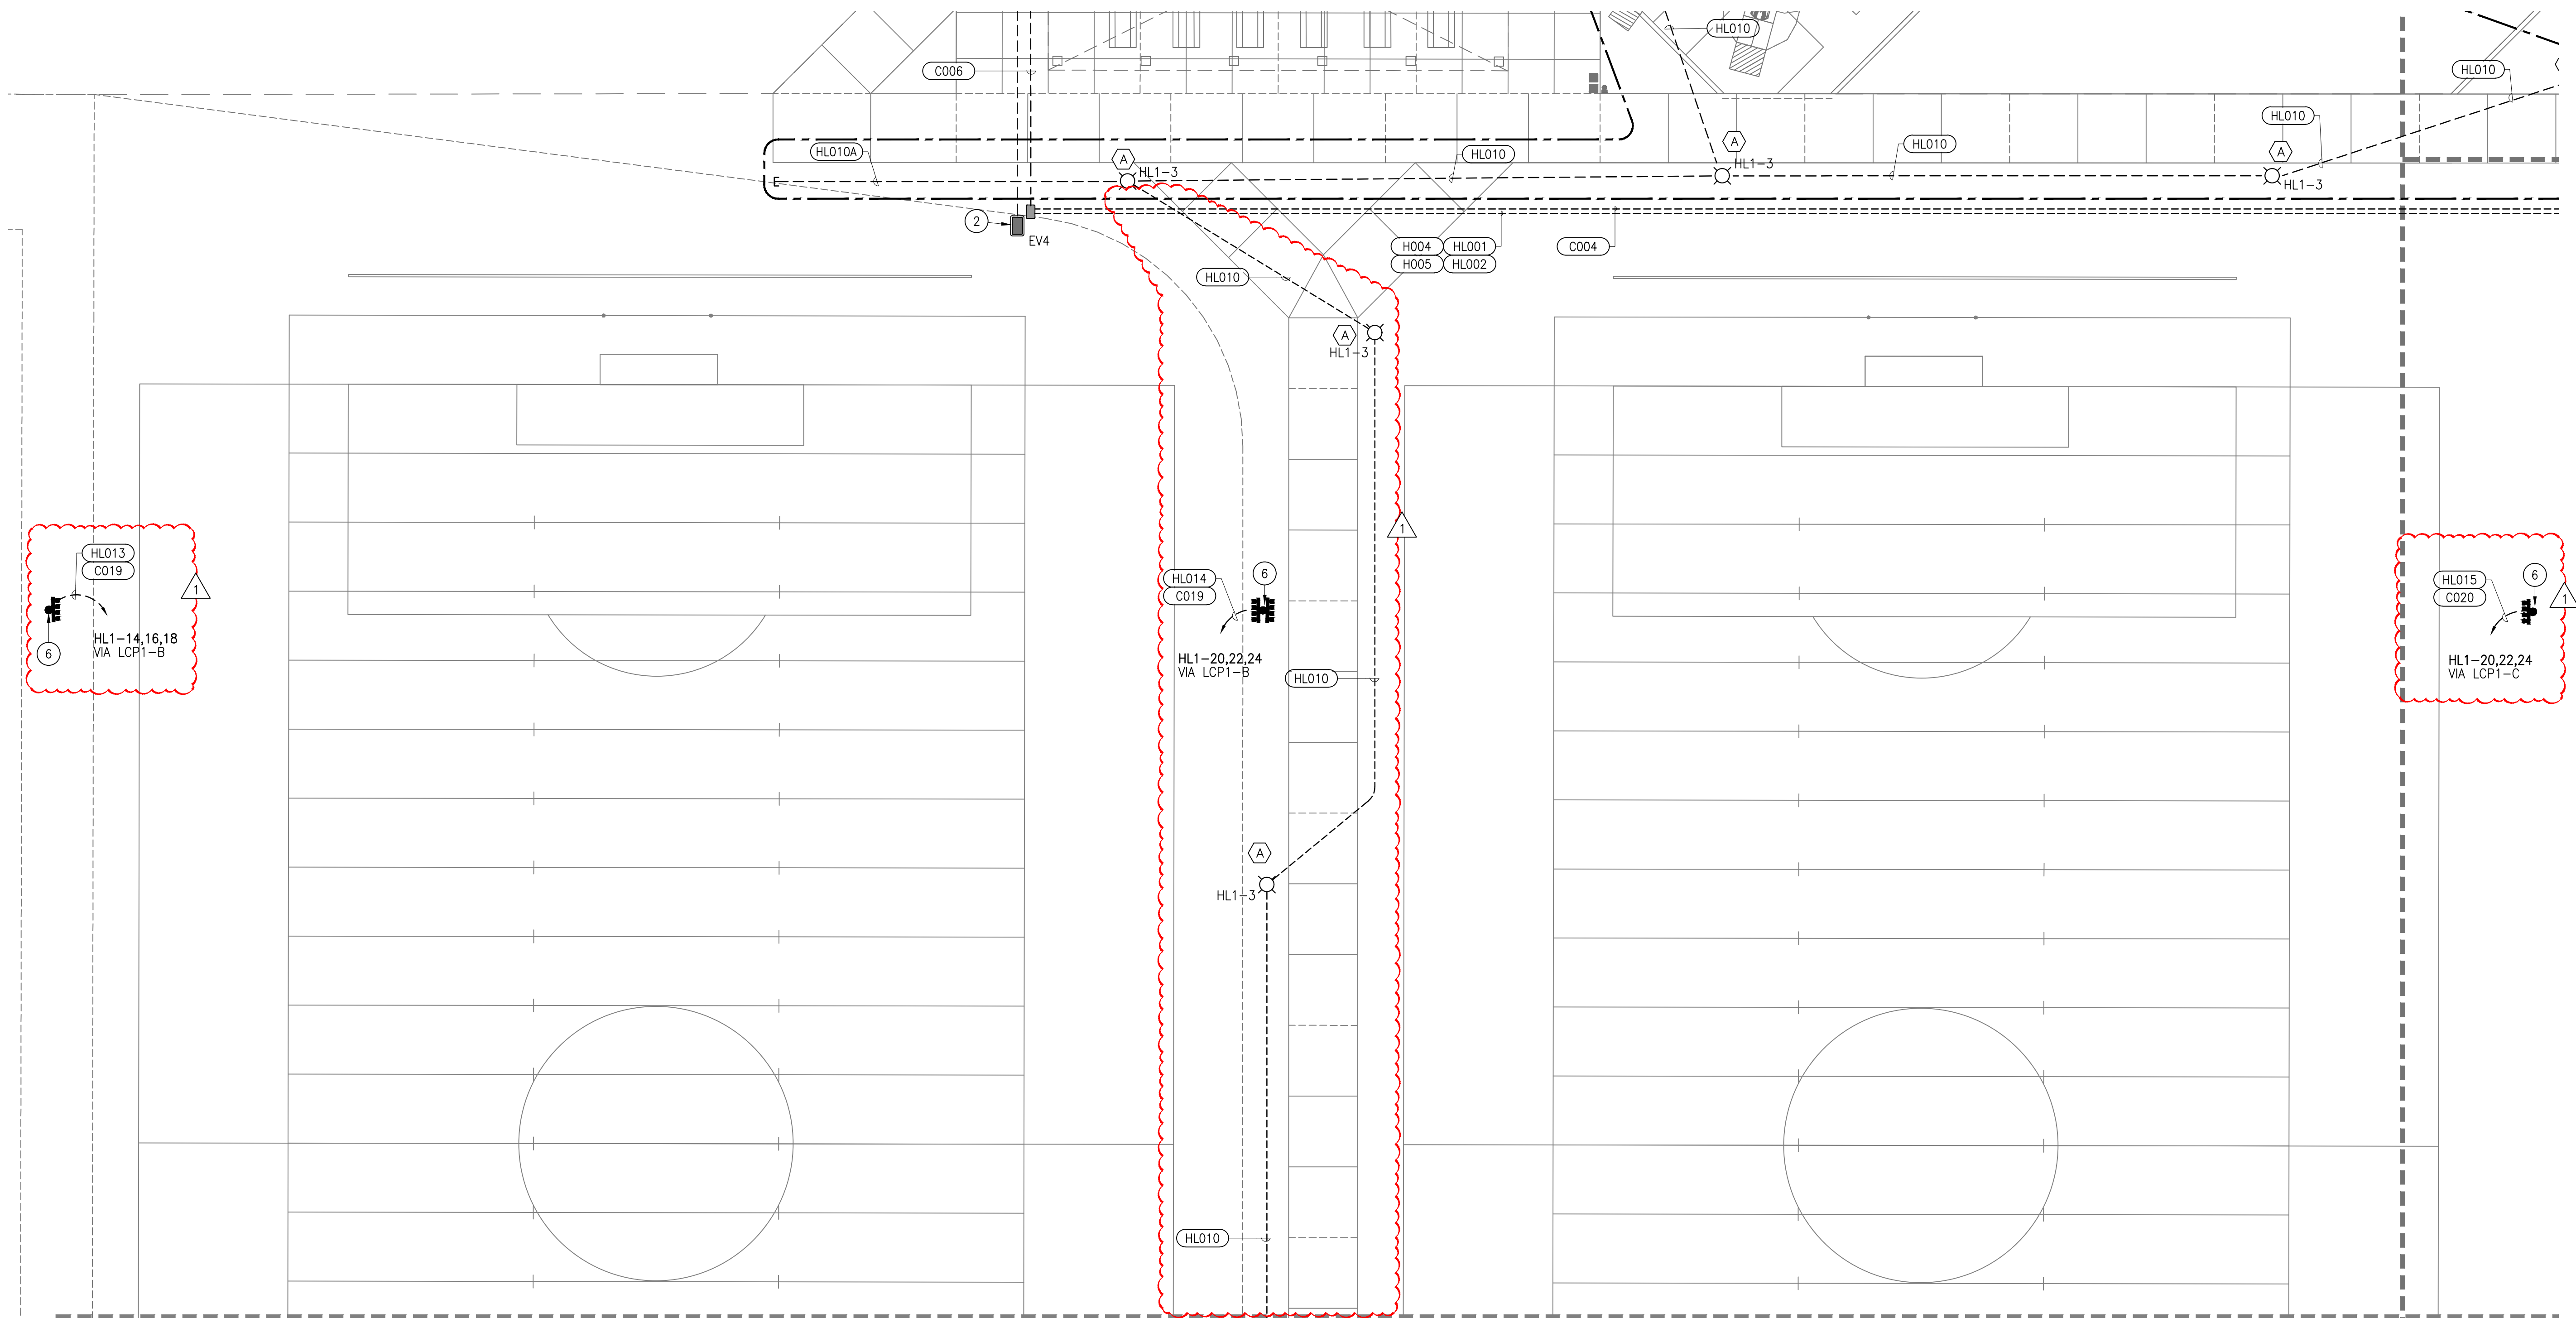 HL010
C006
HL010
HL010
HL010A
A
HL1-3
HL010
A
HL1-3
HL010
A
HL1-3
E
2
EV4
H004 HL001
H005 HL002
C004
HL010
A
HL1-3
1
HL013
C019
1
6
HL1-14,16,18
VIA LCP1-B
HL014
C019
6
HL1-20,22,24
VIA LCP1-B
HL010
HL015
C020
6
1
HL1-20,22,24
VIA LCP1-C
A
HL1-3
HL010